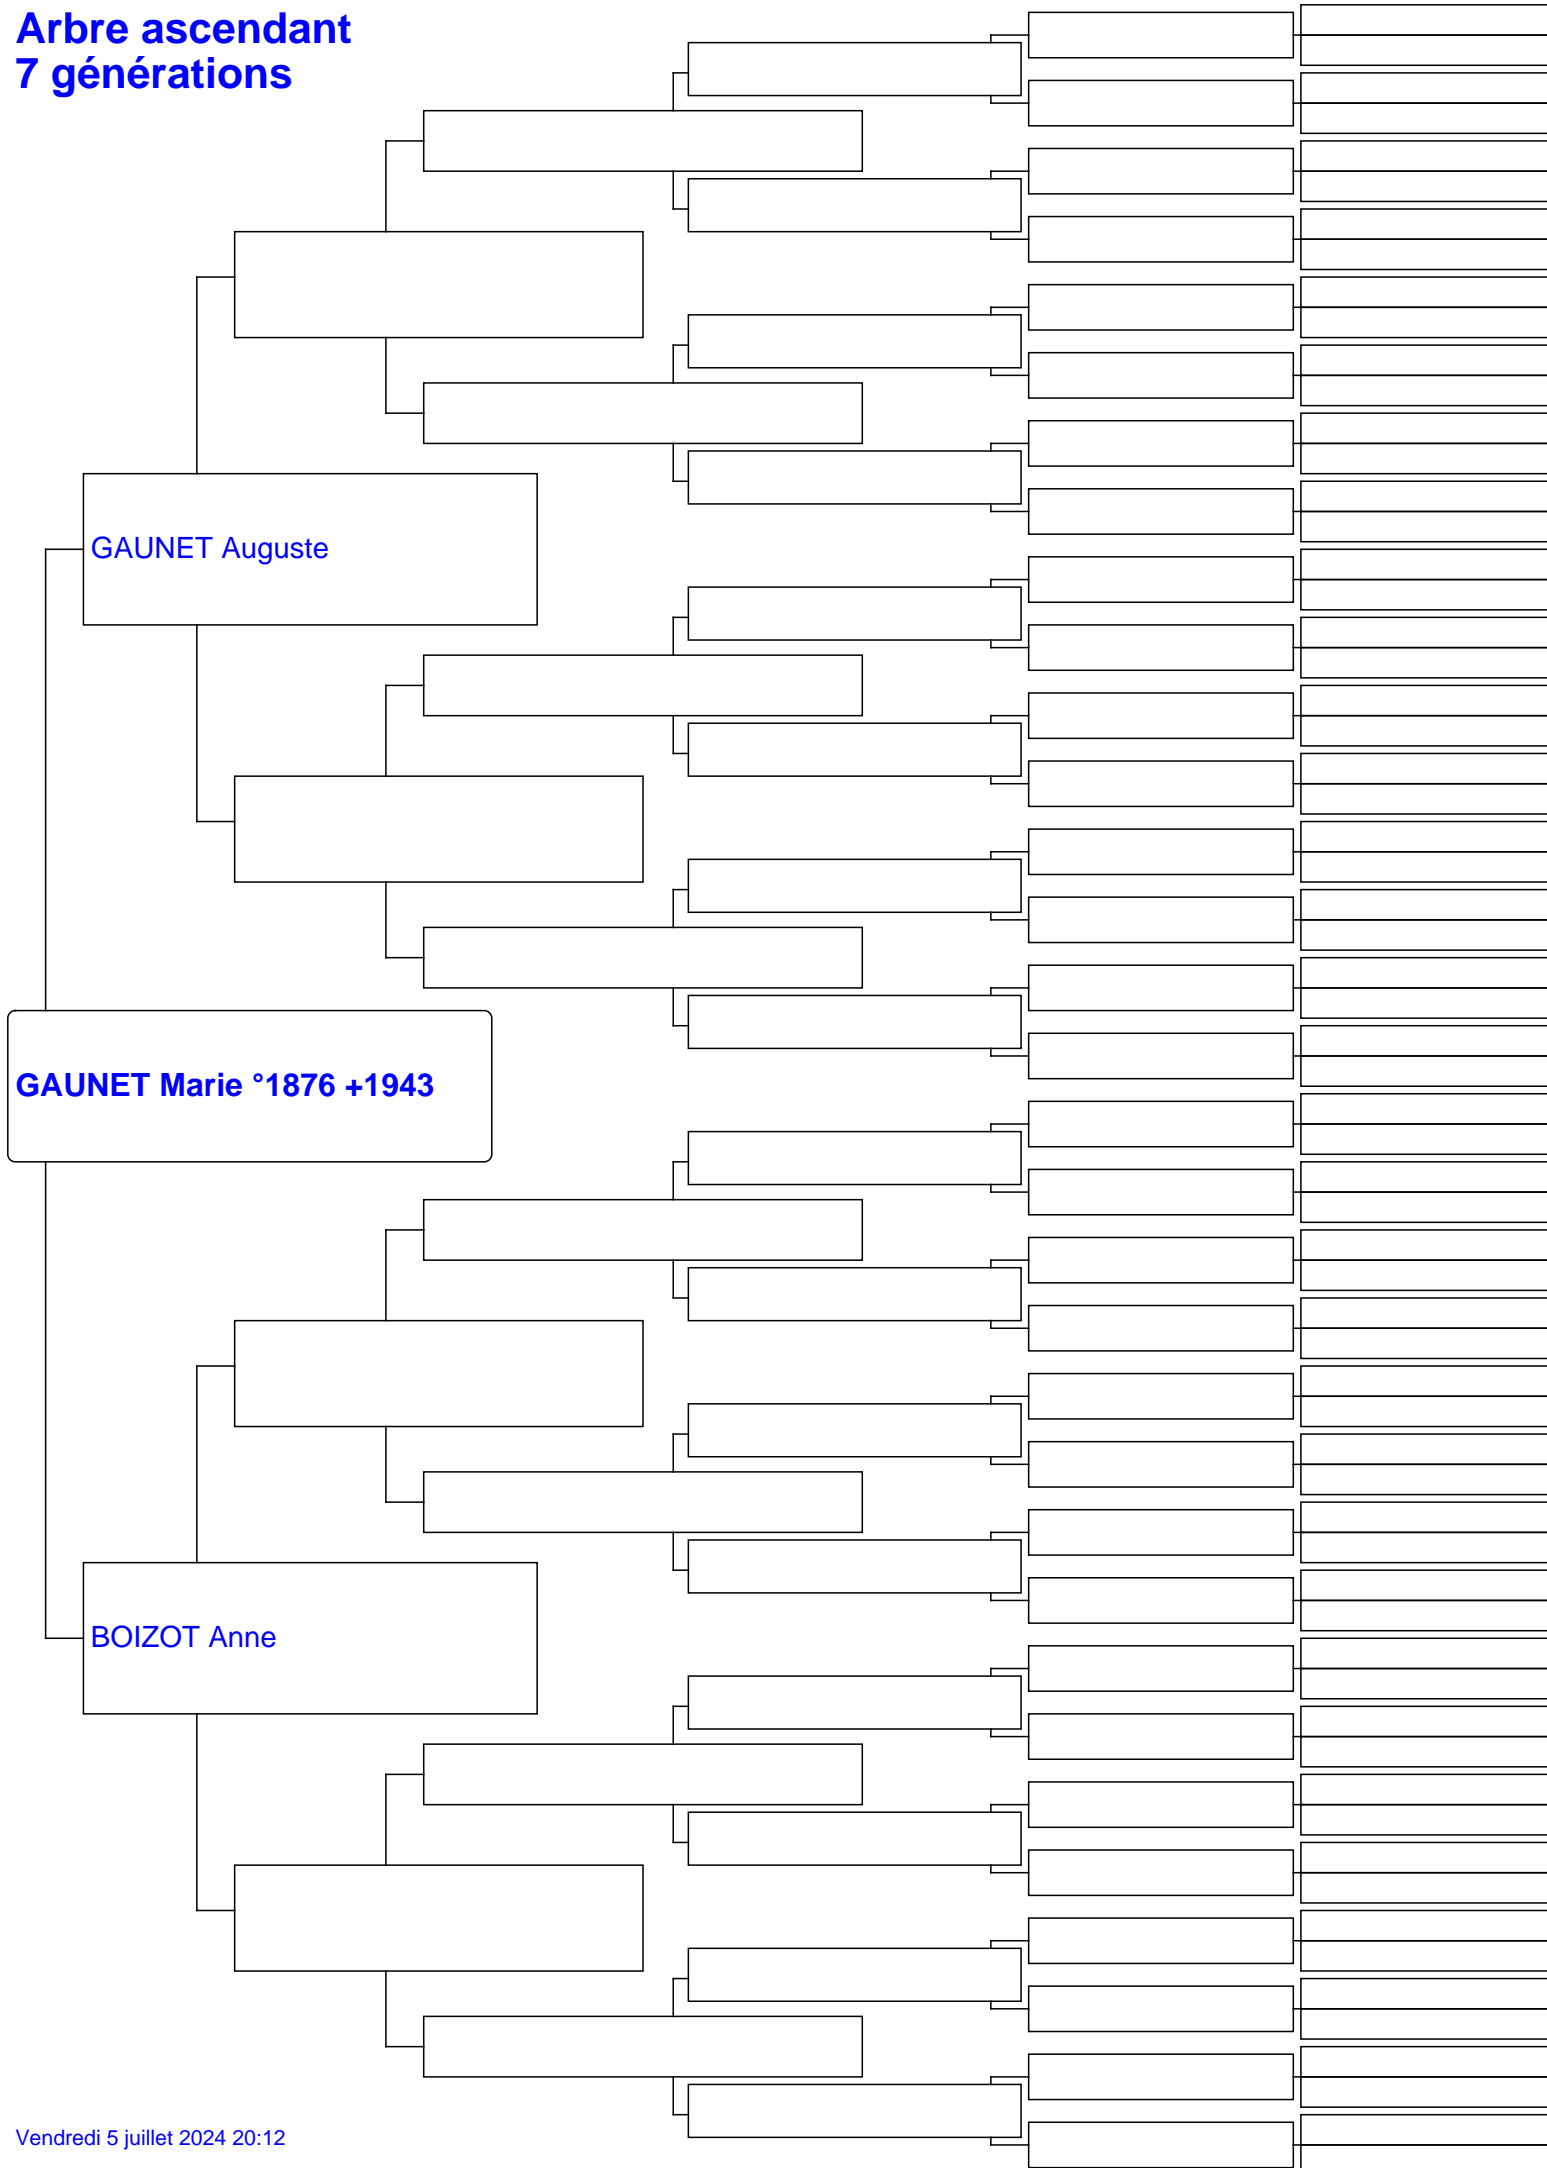 Arbre ascendant
7 générations
GAUNET Auguste
GAUNET Marie °1876 +1943
BOIZOT Anne
Vendredi 5 juillet 2024 20:12